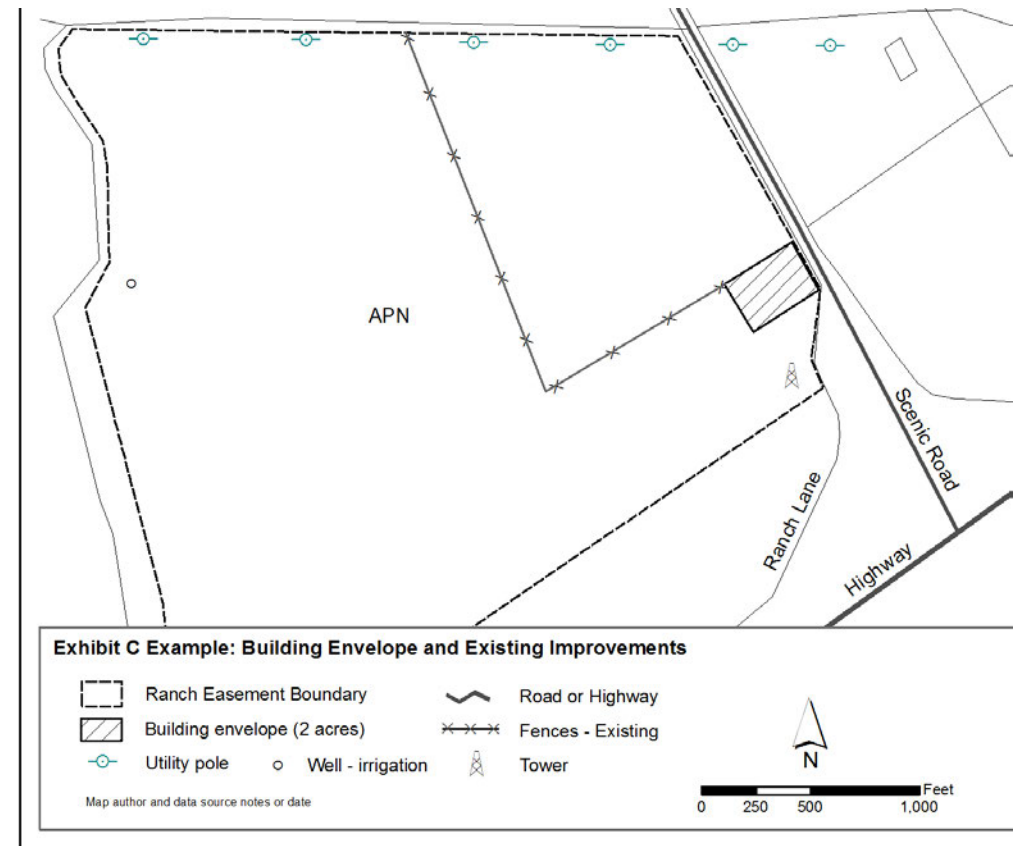 APN
Scenic Road
Ranch Lane
Highway
Exhibit C Example: Building Envelope and Existing Improvements
Ranch Easement Boundary
Road or Highway
Building envelope (2 acres)
Fences - Existing
Utility pole
Well - irrigation
Tower
N
Map author and data source notes or date
Feet
0 250 500 1,000